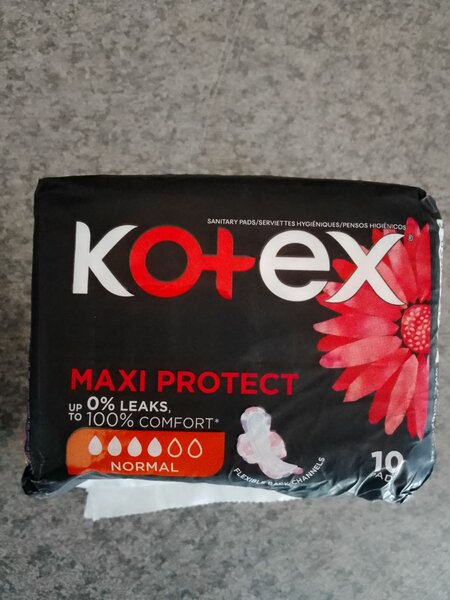 SANITARY PADS/SERVIETTES HYGIÉNIQUES/PENSOS HIGIÉNICOS
Kotex®
MAXI PROTECT
UP TO 0% LEAKS,
100% COMFORT*
NORMAL
FLEXIBLE CHANNELS
10